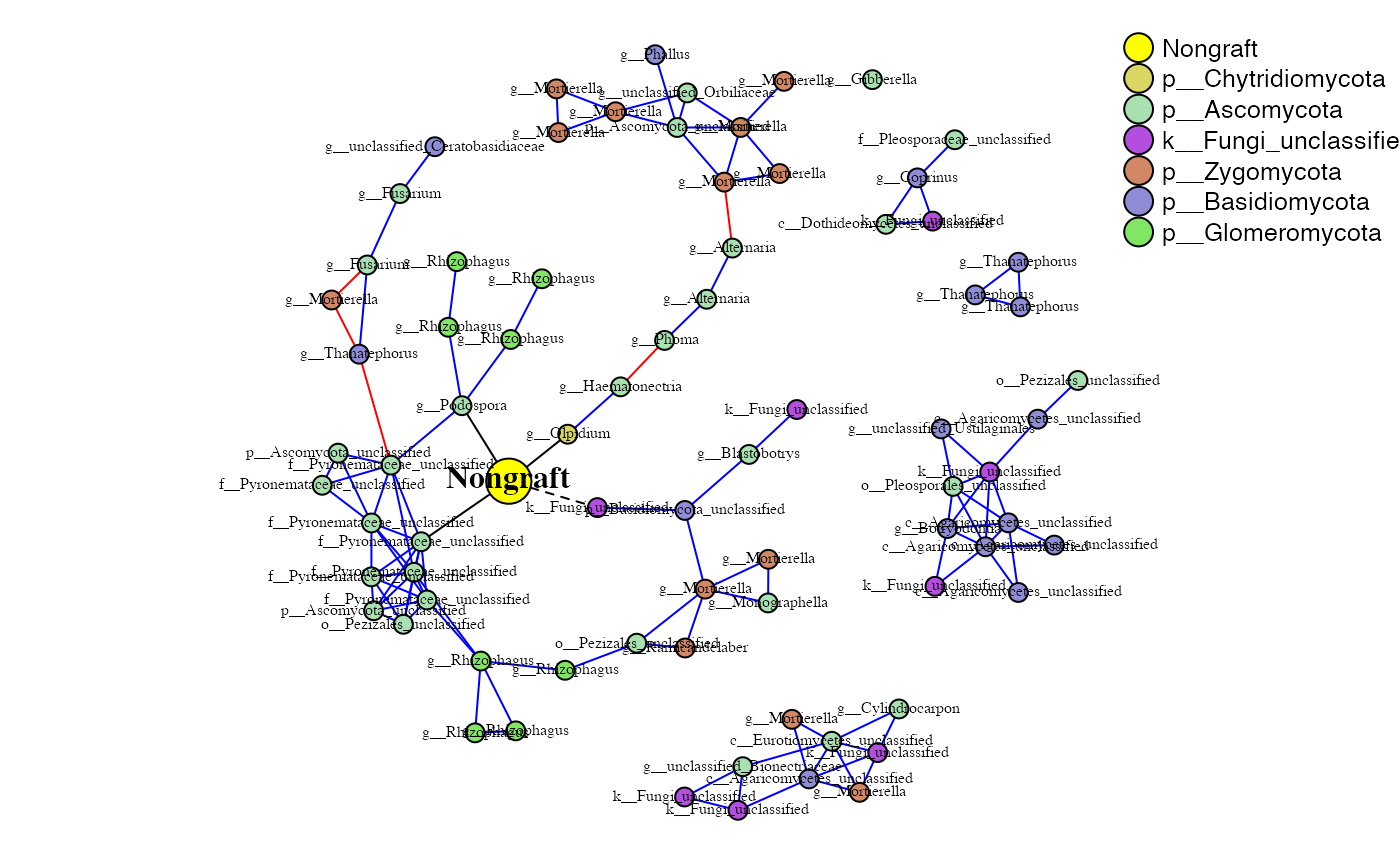 Nongraft
p__Chytridiomycota
p__Ascomycota
k__Fungi_unclassifie
p__Zygomycota
p__Basidiomycota
p__Glomeromycota
g__Phallus
g__Mortierella
g__unclassified_Orbiliaceae
g__Mortierella
g__Gibberella
g__Mortierella
g__Mortierella
p__Ascomycota_unclassified
g__Mortierella
f__Pleosporaceae_unclassified
g__unclassified_Ceratobasidiaceae
g__Mortierella
g__Mortierella
g__Coprinus
g__Fusarium
c__Dothideomycetes_unclassified
k__Fungi_unclassified
g__Alternaria
g__Fusarium
g__Rhizophagus
g__Rhizophagus
g__Thanatephorus
g__Thanatephorus
g__Thanatephorus
g__Mortierella
g__Alternaria
g__Rhizophagus
g__Rhizophagus
g__Phoma
g__Thanatephorus
g__Haematonectria
o__Pezizales_unclassified
g__Podospora
k__Fungi_unclassified
c__Agaricomycetes_unclassified
g__unclassified_Ustilaginales
g__Olpidium
p__Ascomycota_unclassified
g__Blastobotrys
f__Pyronemataceae_unclassified
k__Fungi_unclassified
f__Pyronemataceae_unclassified
Nongraft
o__Pleosporales_unclassified
k__Fungi_unclassified
p__Basidiomycota_unclassified
f__Pyronemataceae_unclassified
c__Agaricomycetes_unclassified
f__Pyronemataceae_unclassified
c__Agaricomycetes_unclassified
c__Agaricomycetes_unclassified
g__Mortierella
f__Pyronemataceae_unclassified
f__Pyronemataceae_unclassified
k__Fungi_unclassified
g__Mortierella
c__Agaricomycetes_unclassified
f__Pyronemataceae_unclassified
g__Monographella
p__Ascomycota_unclassified
o__Pezizales_unclassified
o__Pezizales_unclassified
g__Ramicandelaber
g__Rhizophagus
g__Rhizophagus
g__Cylindrocarpon
g__Mortierella
g__Rhizophagus
g__Rhizophagus
c__Eurotiomycetes_unclassified
k__Fungi_unclassified
g__unclassified_Bionectriaceae
c__Agaricomycetes_unclassified
g__Mortierella
k__Fungi_unclassified
k__Fungi_unclassified